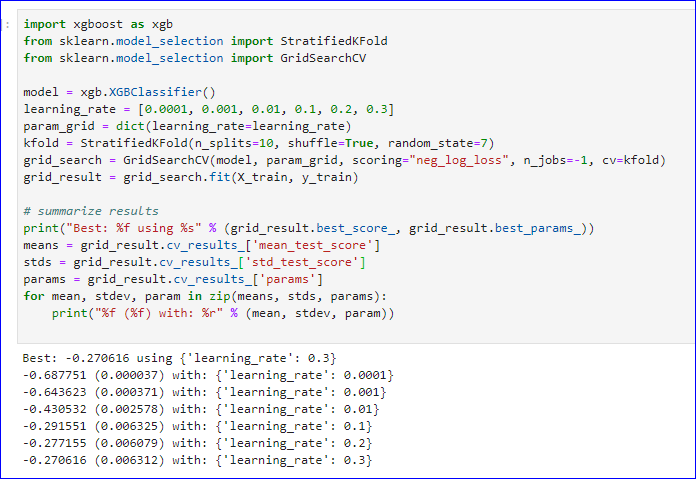 ]:
import xgboost as xgb
from sklearn.model_selection import StratifiedKFold
from sklearn.model_selection import GridSearchCV
model = xgb.XGBClassifier()
learning_rate = [0.0001, 0.001, 0.01, 0.1, 0.2, 0.3]
param_grid = dict(learning_rate=learning_rate)
kfold = StratifiedKFold(n_splits=10, shuffle=True, random_state=7)
grid_search = GridSearchCV(model, param_grid, scoring="neg_log_loss", n_jobs=-1, cv=kfold)
grid_result = grid_search.fit(X_train, y_train)
# summarize results
print("Best: %f using %s" % (grid_result.best_score_, grid_result.best_params_))
means = grid_result.cv_results_['mean_test_score']
stds = grid_result.cv_results_['std_test_score']
params = grid_result.cv_results_['params']
for mean, stdev, param in zip(means, stds, params):
    print("%f (%f) with: %r" % (mean, stdev, param))
Best: -0.270616 using {'learning_rate': 0.3}
-0.687751 (0.000037) with: {'learning_rate': 0.0001}
-0.643623 (0.000371) with: {'learning_rate': 0.001}
-0.430532 (0.002578) with: {'learning_rate': 0.01}
-0.291551 (0.006325) with: {'learning_rate': 0.1}
-0.277155 (0.006079) with: {'learning_rate': 0.2}
-0.270616 (0.006312) with: {'learning_rate': 0.3}